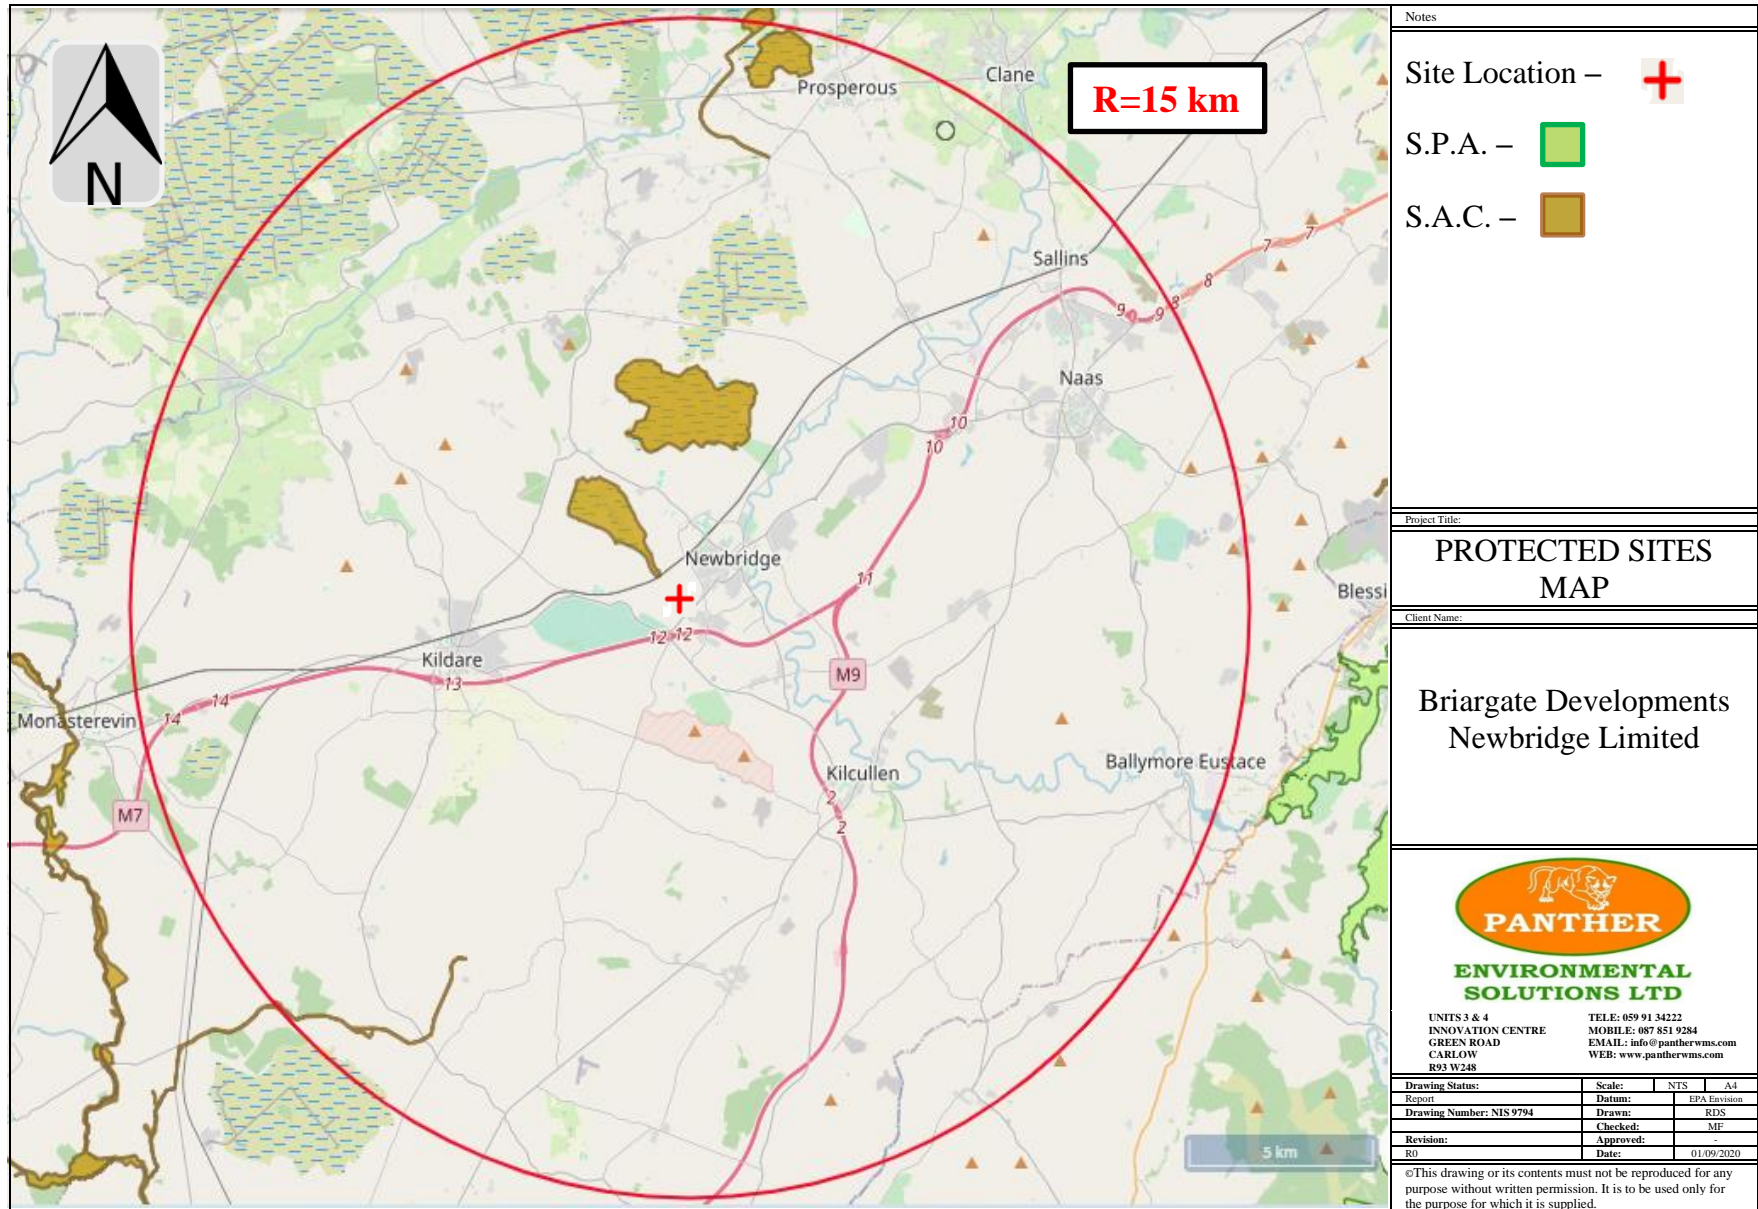 N
R=15 km
Prosperous
Clane
Sallins
7
7
8
8
9
9
Naas
10
10
11
Newbridge
12
12
Kildare
13
14
14
Monasterevin
M7
M9
Kilcullen
2
2
Ballymore Eustace
Blessi
5 km
Notes
Site Location –
S.P.A. –
S.A.C. –
Project Title:
PROTECTED SITES
MAP
Client Name:
Briargate Developments
Newbridge Limited
PANTHER
ENVIRONMENTAL
SOLUTIONS LTD
UNITS 3 & 4
INNOVATION CENTRE
GREEN ROAD
CARLOW
R93 W248
TELE: 059 91 34222
MOBILE: 087 851 9284
EMAIL: info@pantherwms.com
WEB: www.pantherwms.com
Drawing Status: Scale: NTS A4
Report Datum: EPA Envision
Drawing Number: NIS 9794 Drawn: RDS
Checked: MF
Revision: Approved: -
R0 Date: 01/09/2020
©This drawing or its contents must not be reproduced for any
purpose without written permission. It is to be used only for
the purpose for which it is supplied.